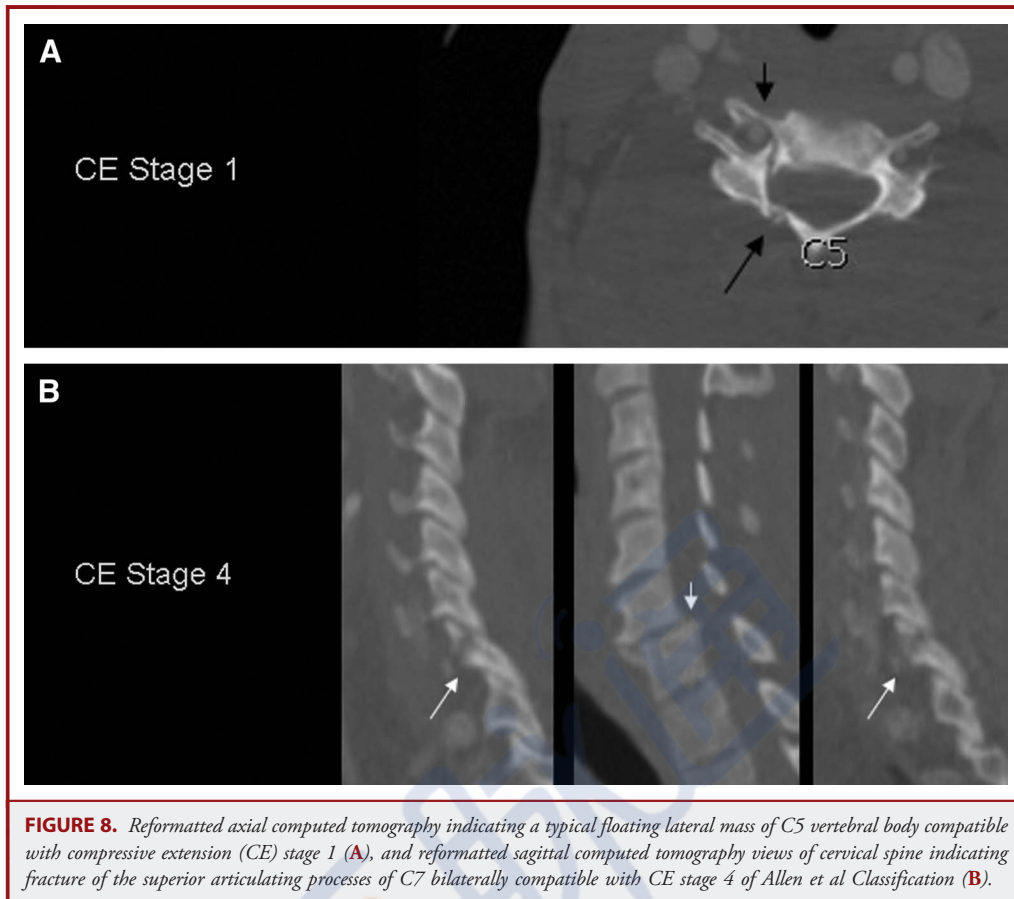 A
CE Stage 1
C5
B
CE Stage 4
FIGURE 8. Reformatted axial computed tomography indicating a typical floating lateral mass of C5 vertebral body compatible
with compressive extension (CE) stage 1 (A), and reformatted sagittal computed tomography views of cervical spine indicating
fracture of the superior articulating processes of C7 bilaterally compatible with CE stage 4 of Allen et al Classification (B).